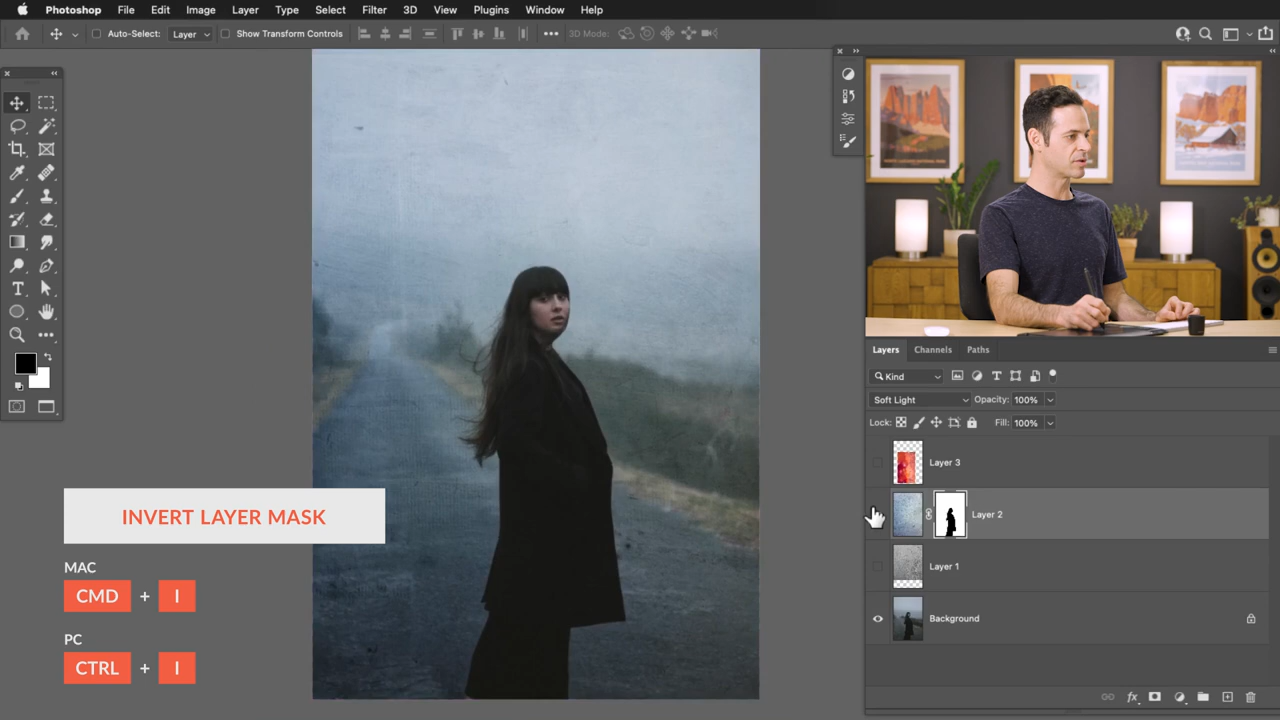 Photoshop File Edit Image Layer Type Select Filter 3D View Plugins Window Help
Auto-Select: Layer Show Transform Controls 3D Mode:
Layers Channels Paths
Kind
Soft Light Opacity: 100%
Lock: Fill: 100%
Layer 3
Layer 2
Layer 1
Background
INVERT LAYER MASK
MAC
CMD + I
PC
CTRL + I